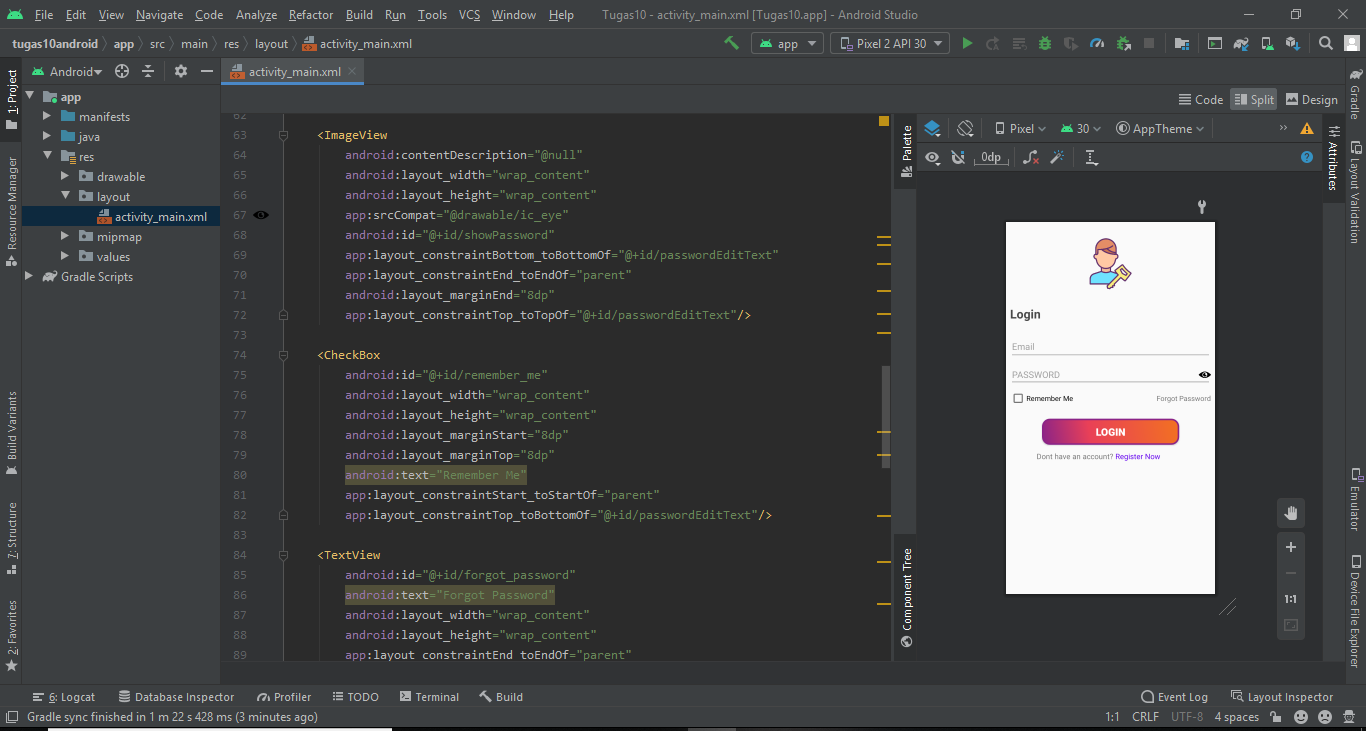 File Edit View Navigate Code Analyze Refactor Build Run Tools VCS Window Help Tugas10 - activity_main.xml [Tugas10.app] - Android Studio
tugas10android app src main res layout activity_main.xml app Pixel 2 API 30
1: Project
Resource Manager
Build Variants
7: Structure
2: Favorites
Android
app
manifests
java
res
drawable
layout
activity_main.xml
mipmap
values
Gradle Scripts
activity_main.xml
Code Split Design
62
63 <ImageView
64 android:contentDescription="@null"
65 android:layout_width="wrap_content"
66 android:layout_height="wrap_content"
67 app:srcCompat="@drawable/ic_eye"
68 android:id="@+id/showPassword"
69 app:layout_constraintBottom_toBottomOf="@+id/passwordEditText"
70 app:layout_constraintEnd_toEndOf="parent"
71 android:layout_marginEnd="8dp"
72 app:layout_constraintTop_toTopOf="@+id/passwordEditText"/>
73
74 <CheckBox
75 android:id="@+id/remember_me"
76 android:layout_width="wrap_content"
77 android:layout_height="wrap_content"
78 android:layout_marginStart="8dp"
79 android:layout_marginTop="8dp"
80 android:text="Remember Me"
81 app:layout_constraintStart_toStartOf="parent"
82 app:layout_constraintTop_toBottomOf="@+id/passwordEditText"/>
83
84 <TextView
85 android:id="@+id/forgot_password"
86 android:text="Forgot Password"
87 android:layout_width="wrap_content"
88 android:layout_height="wrap_content"
89 app:layout_constraintEnd_toEndOf="parent"
Palette
Component Tree
Pixel 30 AppTheme
0dp
Login
Email
PASSWORD
Remember Me Forgot Password
LOGIN
Dont have an account? Register Now
1:1
Attributes
Gradle
Layout Validation
Emulator
Device File Explorer
6: Logcat Database Inspector Profiler TODO Terminal Build Event Log Layout Inspector
Gradle sync finished in 1 m 22 s 428 ms (3 minutes ago) 1:1 CRLF UTF-8 4 spaces